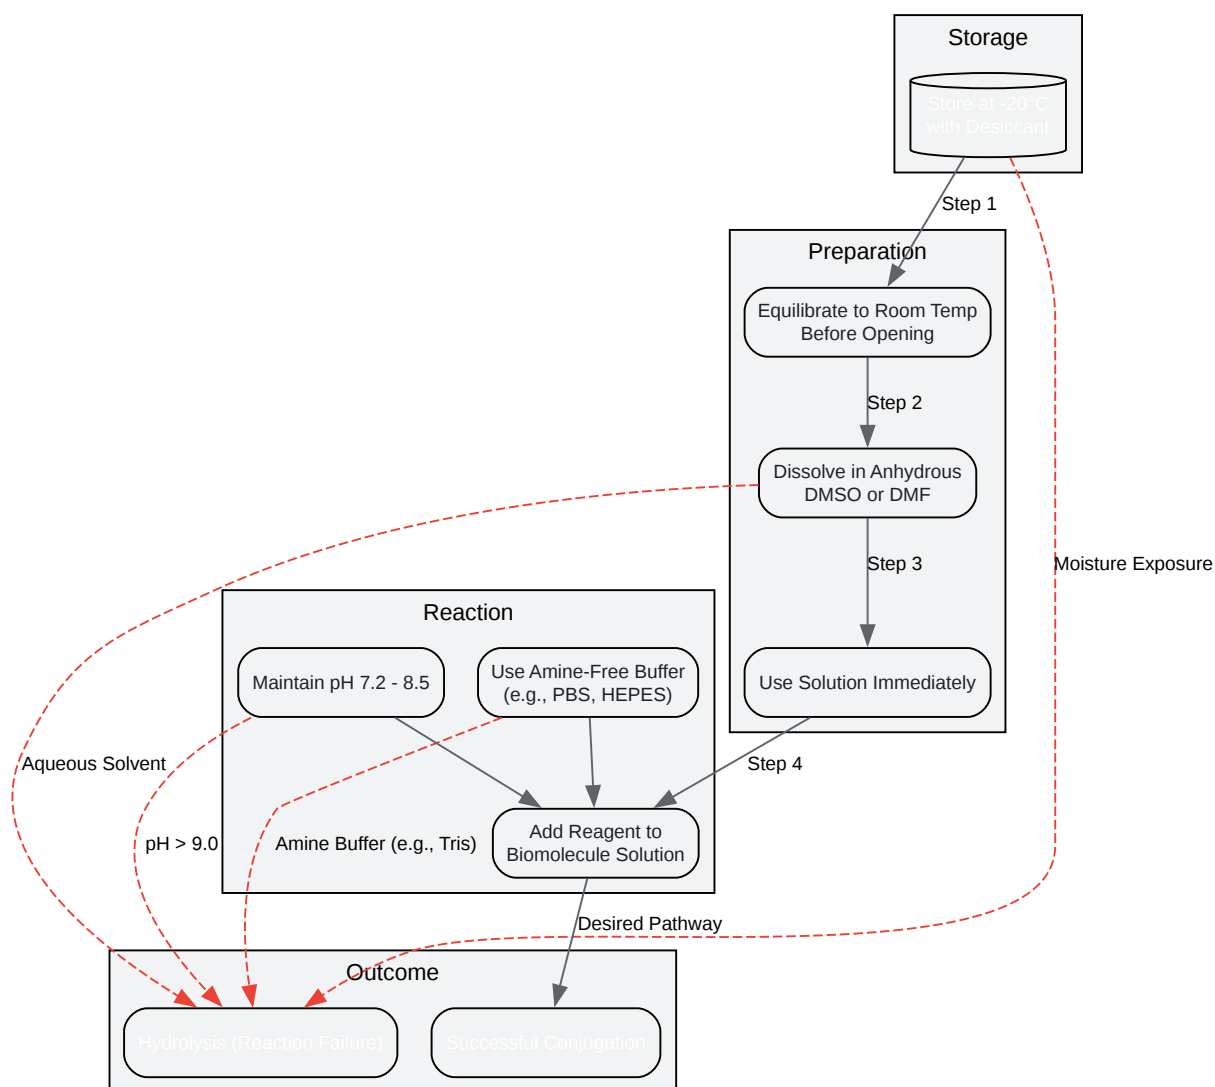 Storage
Store at -20°C
with Desiccant
Step 1
Preparation
Equilibrate to Room Temp
Before Opening
Step 2
Dissolve in Anhydrous
DMSO or DMF
Step 3
Moisture Exposure
Reaction
Maintain pH 7.2 - 8.5
Use Amine-Free Buffer
(e.g., PBS, HEPES)
Use Solution Immediately
Aqueous Solvent
Step 4
pH > 9.0
Amine Buffer (e.g., Tris)
Add Reagent to
Biomolecule Solution
Desired Pathway
Outcome
Hydrolysis (Reaction Failure)
Successful Conjugation